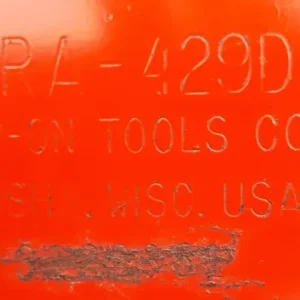 RA-429D
-ON TOOLS CO
SH, WISC. USA